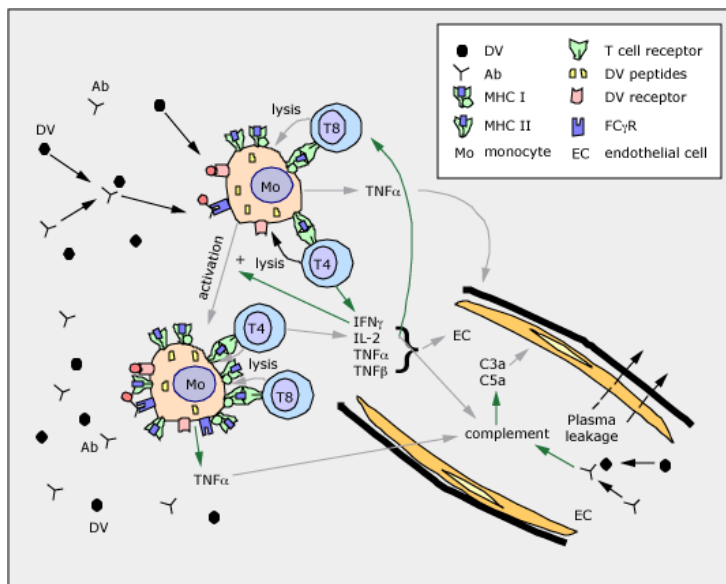 DV
T cell receptor
Ab
DV peptides
MHC I
DV receptor
MHC II
FCγR
Mo monocyte
EC endothelial cell
Ab
DV
lysis
T8
Mo
TNFα
activation
+
lysis
T4
IFNγ
IL-2
TNFα
TNFβ
EC
C3a
C5a
Plasma
leakage
T4
Mo
lysis
T8
Ab
complement
TNFα
DV
EC